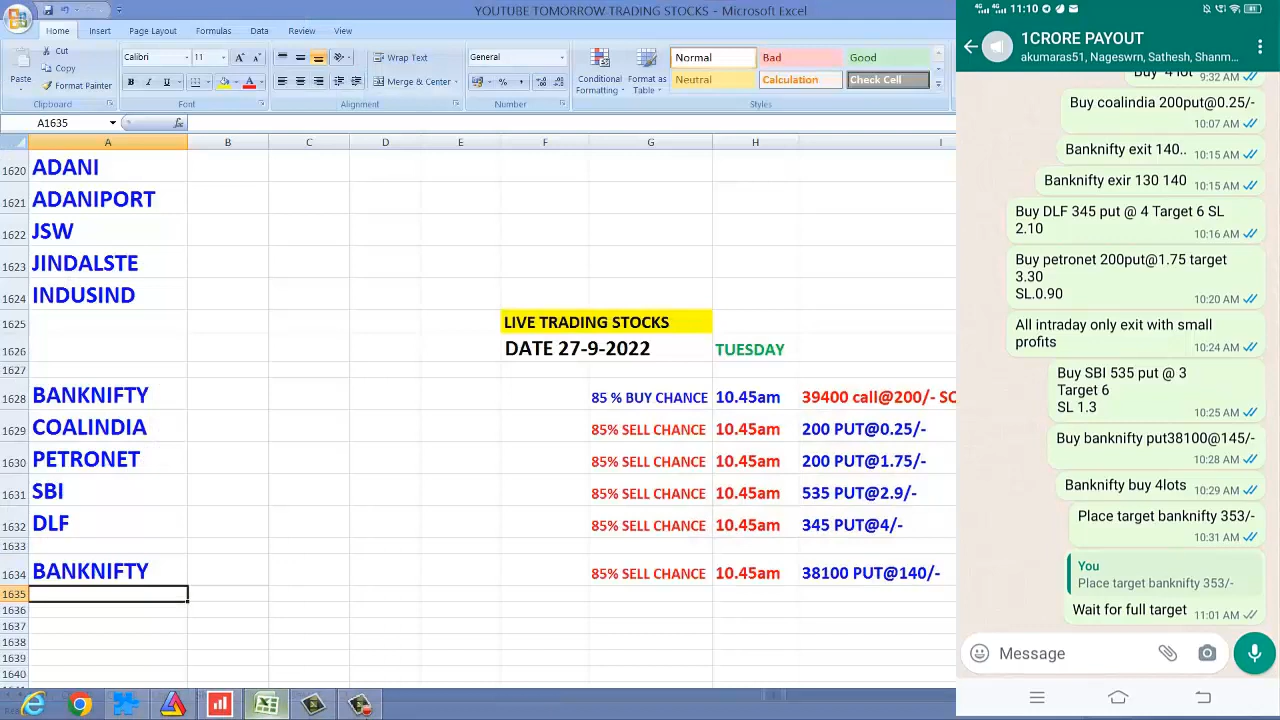 YOUTUBE TOMORROW TRADING STOCKS - Microsoft Excel
Home
Insert
Page Layout
Formulas
Data
Review
View
Cut
Copy
Format Painter
Clipboard
Calibri
11
Font
Wrap Text
Merge & Center
Alignment
General
Number
Conditional Formatting
Format as Table
Normal
Bad
Good
Neutral
Calculation
Check Cell
Styles
A1635
A B C D E F G H I
1620 ADANI
1621 ADANIPORT
1622 JSW
1623 JINDALSTE
1624 INDUSIND
1625 LIVE TRADING STOCKS
1626 DATE 27-9-2022 TUESDAY
1627
1628 BANKNIFTY 85 % BUY CHANCE 10.45am 39400 call@200/- SC
1629 COALINDIA 85% SELL CHANCE 10.45am 200 PUT@0.25/-
1630 PETRONET 85% SELL CHANCE 10.45am 200 PUT@1.75/-
1631 SBI 85% SELL CHANCE 10.45am 535 PUT@2.9/-
1632 DLF 85% SELL CHANCE 10.45am 345 PUT@4/-
1633
1634 BANKNIFTY 85% SELL CHANCE 10.45am 38100 PUT@140/-
1635
1636
1637
1638
1639
1640
11:10
1CRORE PAYOUT
akumaras51, Nageswrn, Sathesh, Shanm...
Buy 4 lot
9:32 AM
Buy coalindia 200put@0.25/-
10:07 AM
Banknifty exit 140..
10:15 AM
Banknifty exir 130 140
10:15 AM
Buy DLF 345 put @ 4 Target 6 SL
2.10
10:16 AM
Buy petronet 200put@1.75 target
3.30
SL.0.90
10:20 AM
All intraday only exit with small
profits
10:24 AM
Buy SBI 535 put @ 3
Target 6
SL 1.3
10:25 AM
Buy banknifty put38100@145/-
10:28 AM
Banknifty buy 4lots
10:29 AM
Place target banknifty 353/-
10:31 AM
You
Place target banknifty 353/-
Wait for full target
11:01 AM
Message